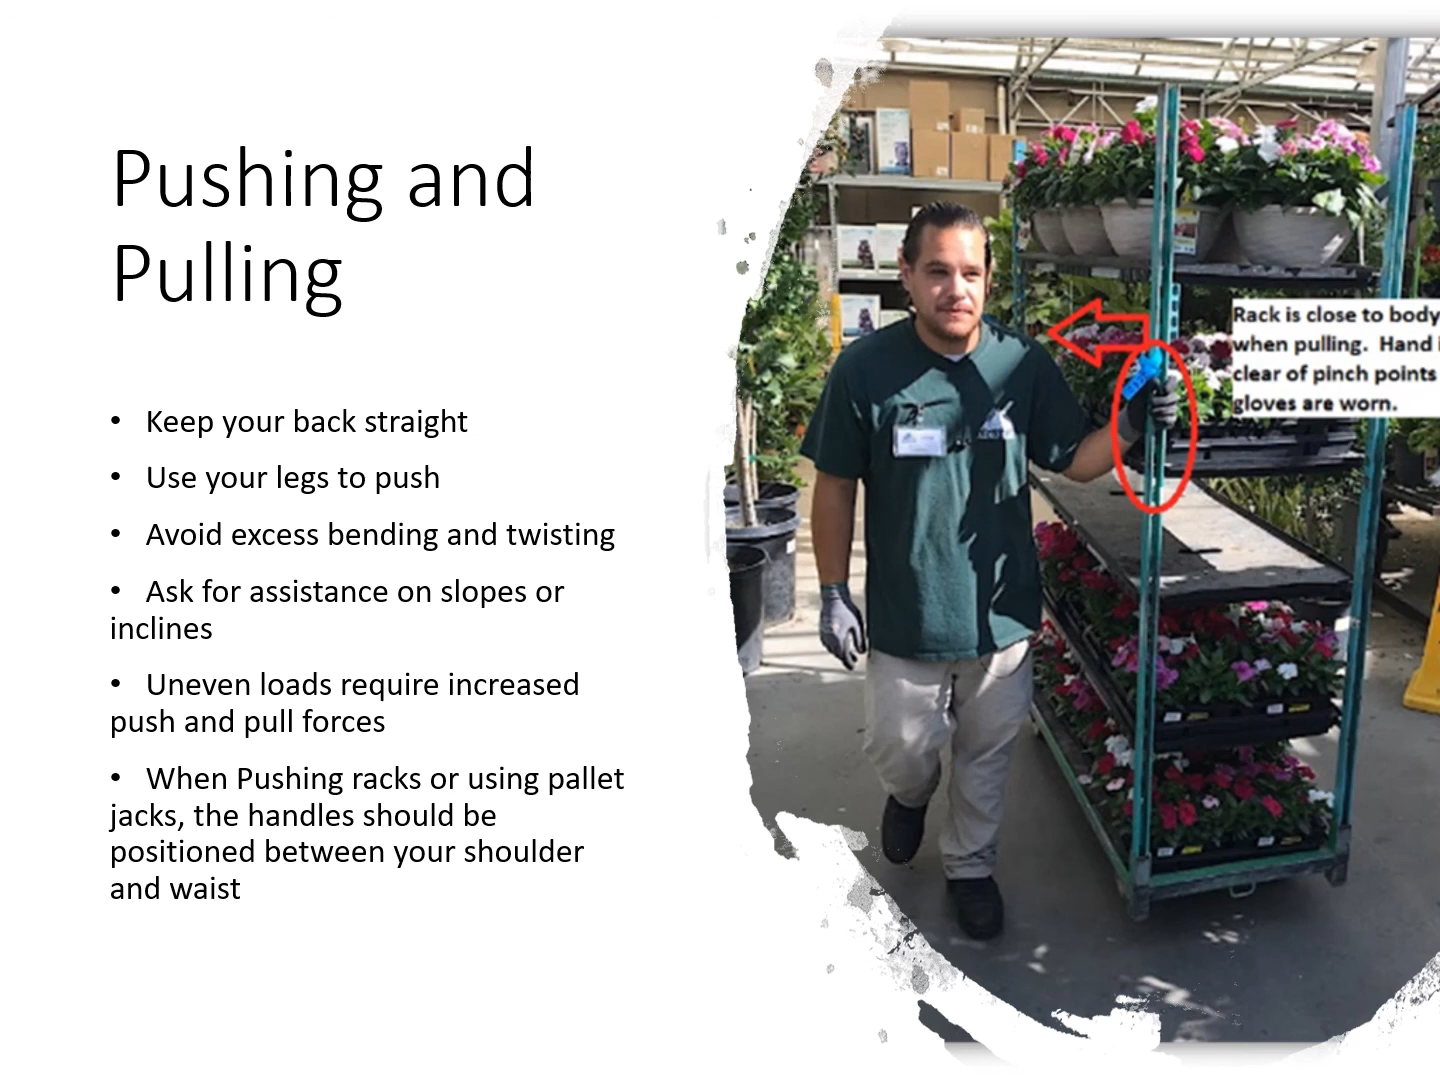 Pushing and
Pulling
• Keep your back straight
• Use your legs to push
• Avoid excess bending and twisting
• Ask for assistance on slopes or
inclines
• Uneven loads require increased
push and pull forces
• When Pushing racks or using pallet
jacks, the handles should be
positioned between your shoulder
and waist
Rack is close to body
when pulling. Hand i
clear of pinch points
gloves are worn.